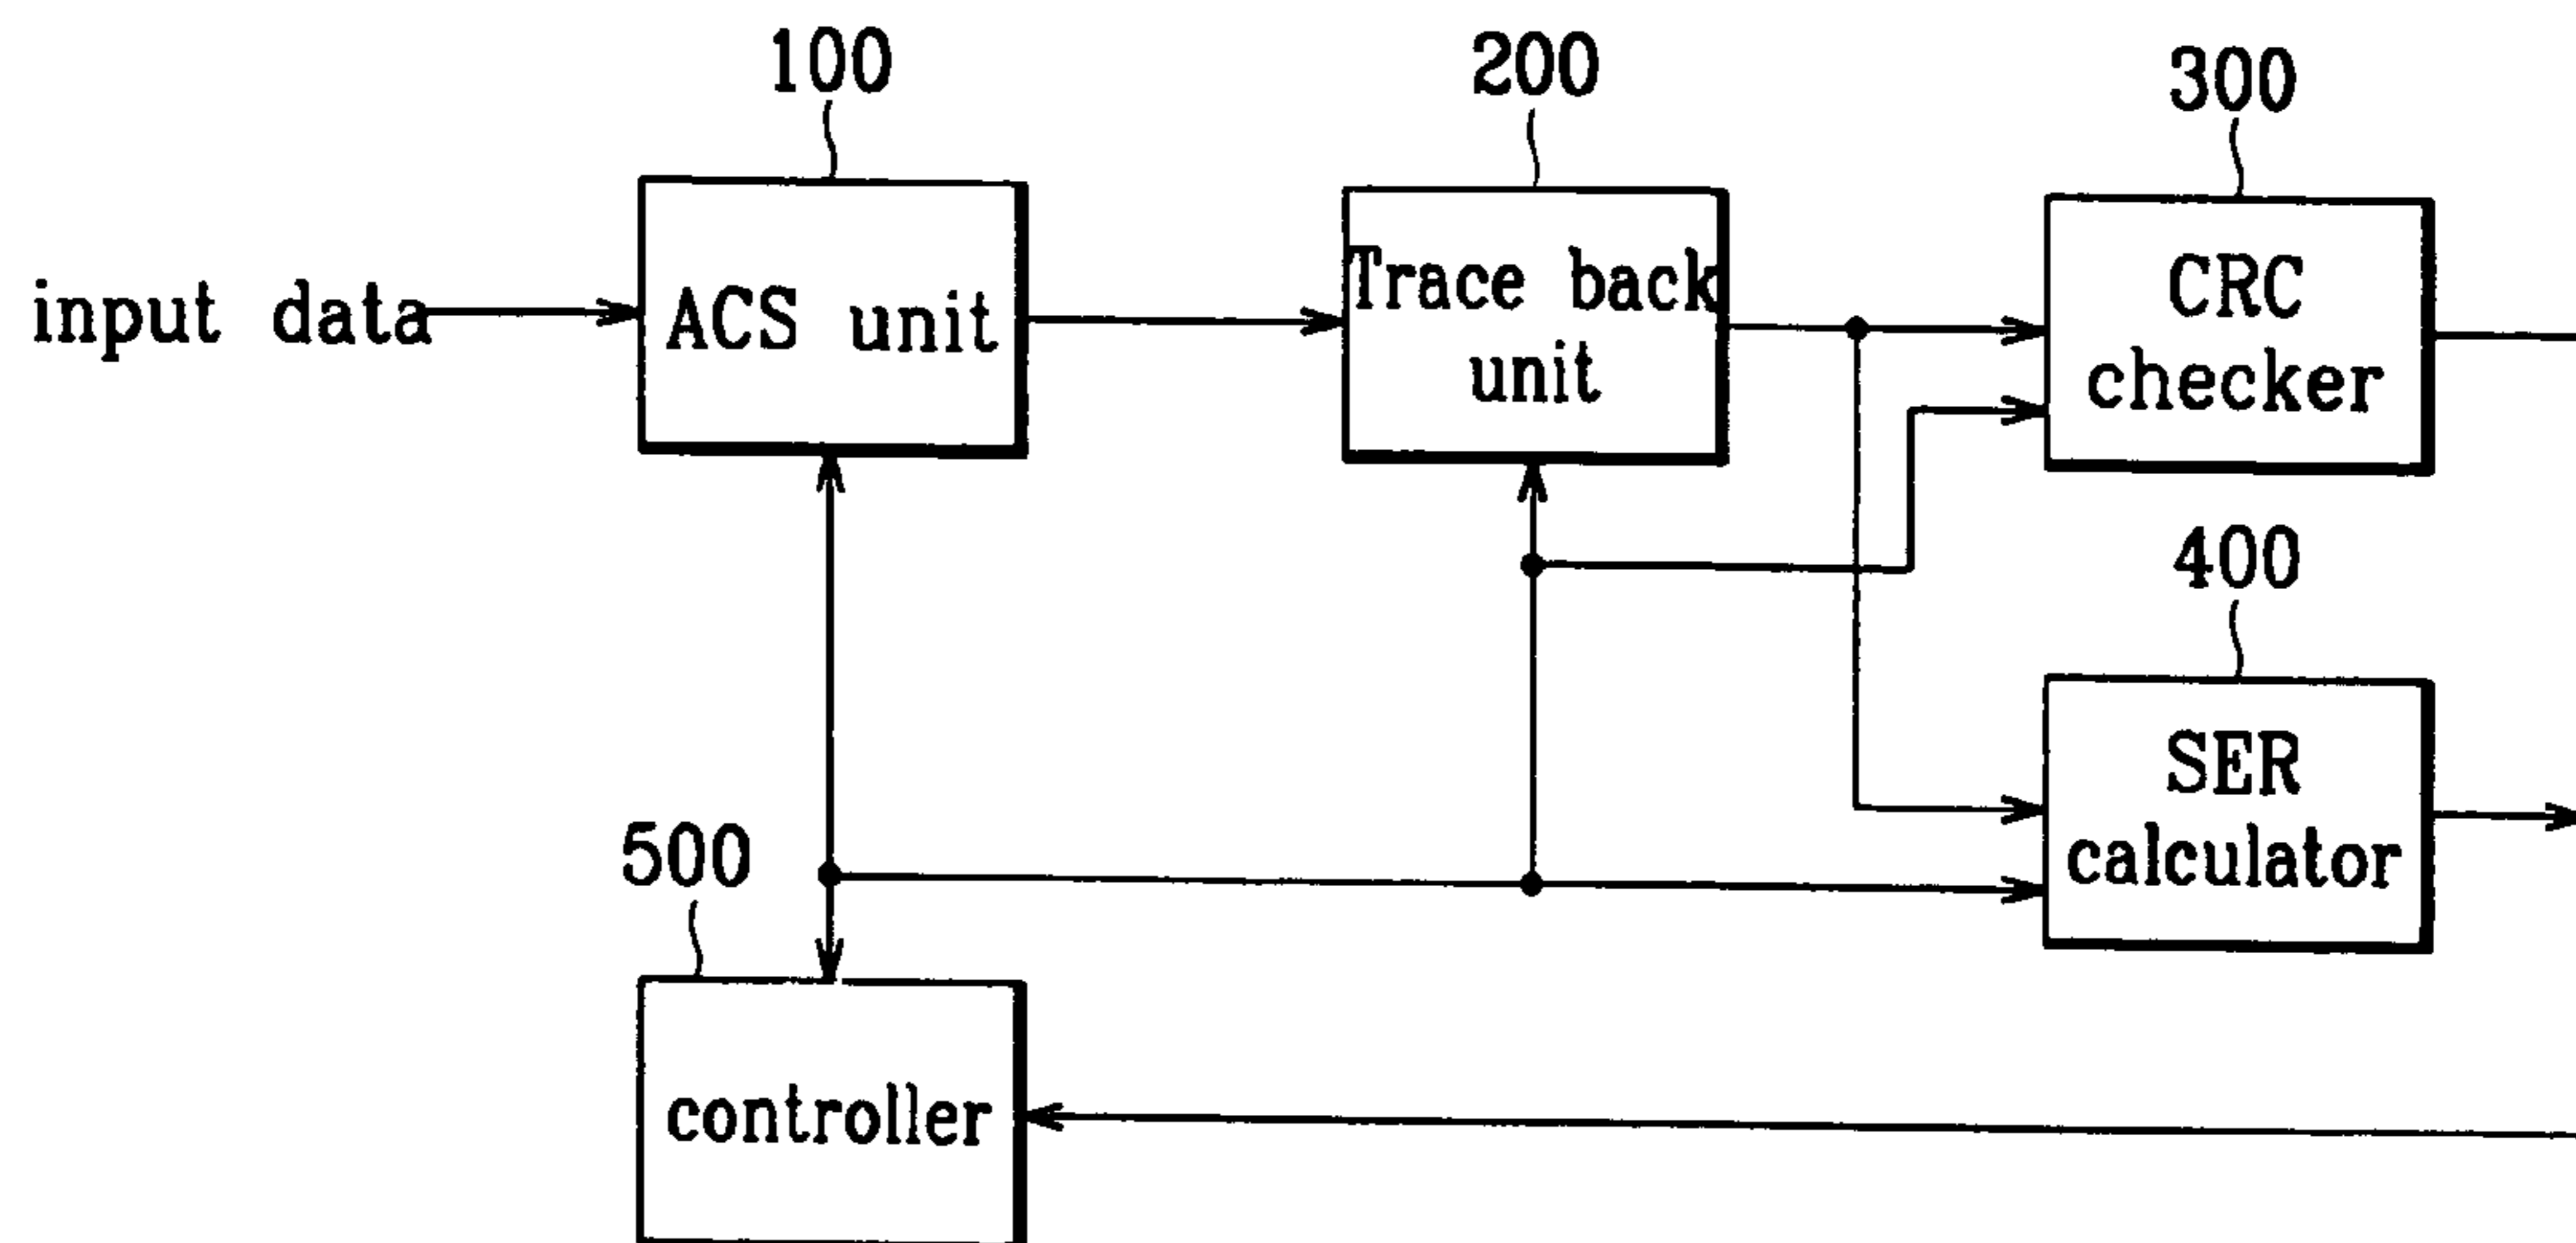 100
200
300
input data
ACS unit
Trace back
unit
CRC
checker
400
SER
calculator
500
controller